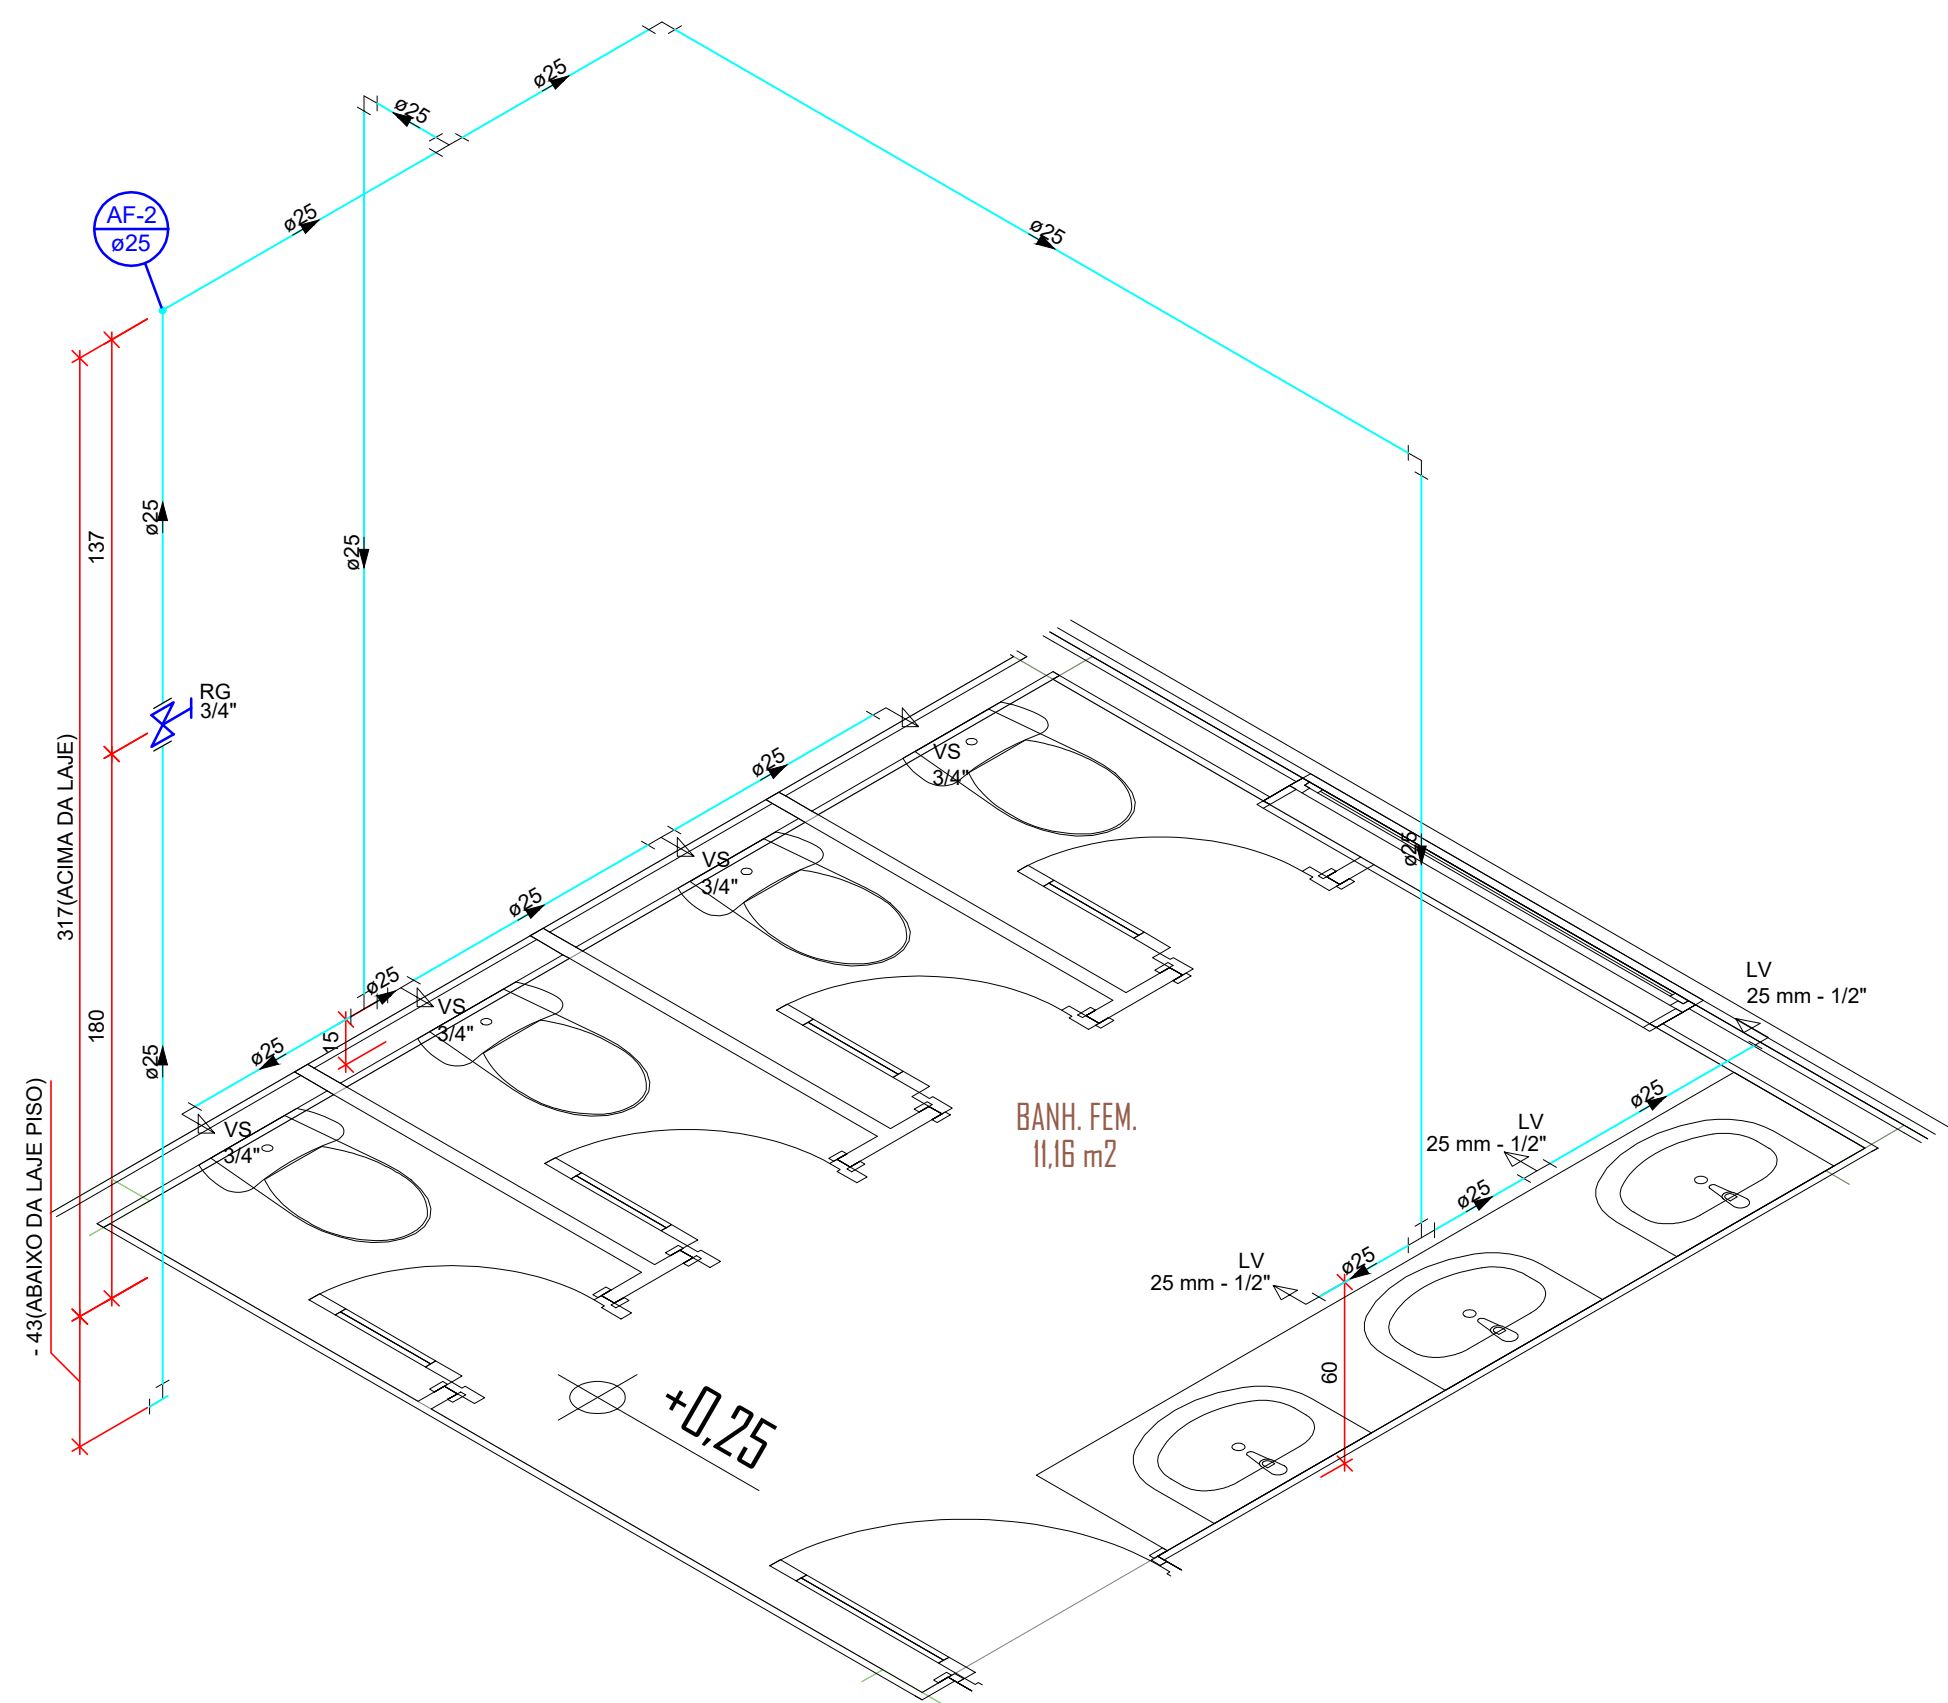 ø25
ø25
ø25
AF-2
ø25
ø25
ø25
137
ø25
ø25
RG
3/4"
317(ACIMA DA LAJE)
VS
3/4"
ø25
ø25
VS
3/4"
ø25
LV
25 mm - 1/2"
ø25
VS
3/4"
180
15
ø25
ø25
- 43(ABAIXO DA LAJE PISO)
VS
3/4"
BANH. FEM.
11,16 m2
ø25
LV
25 mm - 1/2"
ø25
LV
25 mm - 1/2"
ø25
60
+0,25